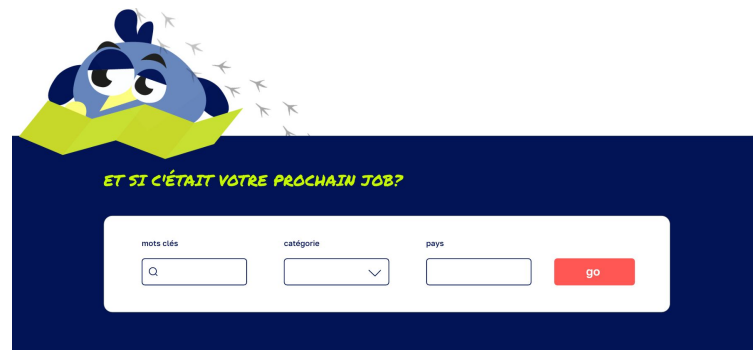 ET SI C'ÉTAIT VOTRE PROCHAIN JOB?
mots clés
catégorie
pays
go